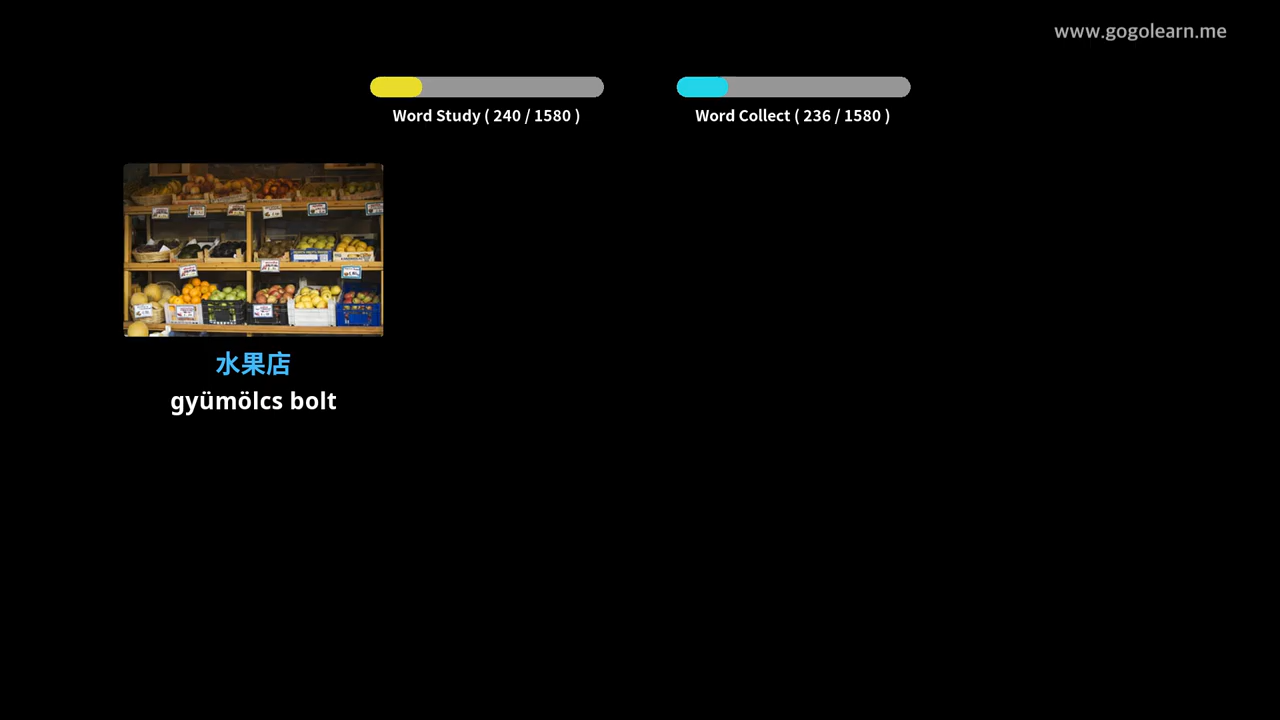 www.gogolearn.me
Word Study ( 240 / 1580 )
Word Collect ( 236 / 1580 )
水果店
gyümölcs bolt